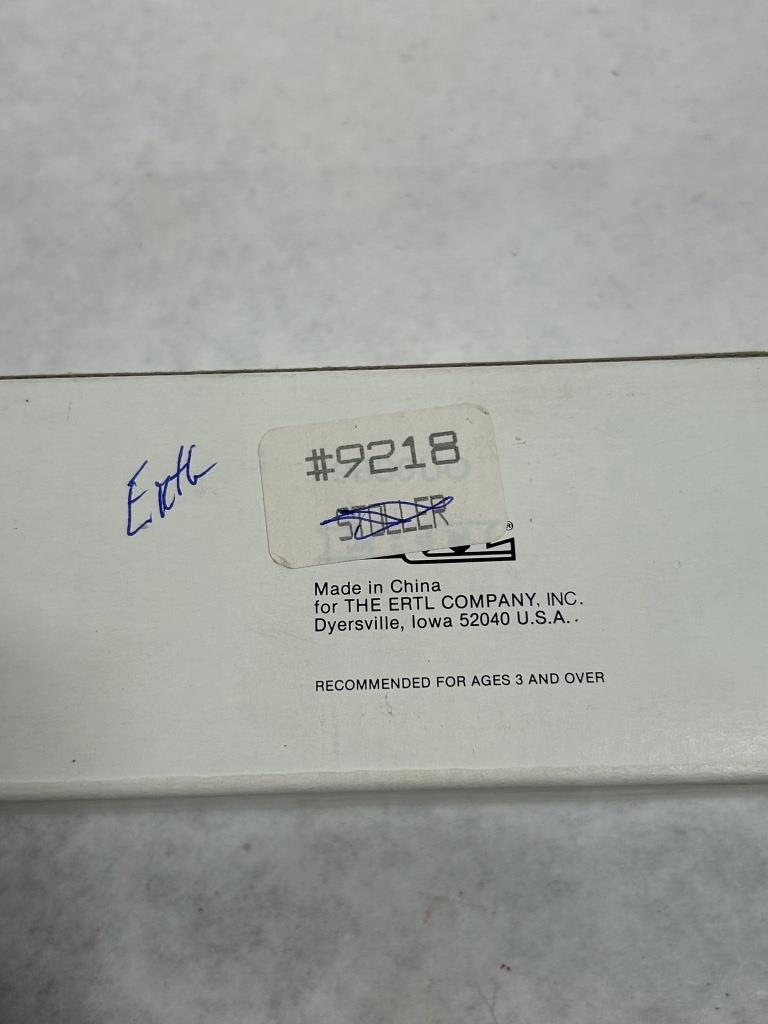 #9218
STOLLER
Ertl
®
Made in China
for THE ERTL COMPANY, INC.
Dyersville, Iowa 52040 U.S.A..
RECOMMENDED FOR AGES 3 AND OVER